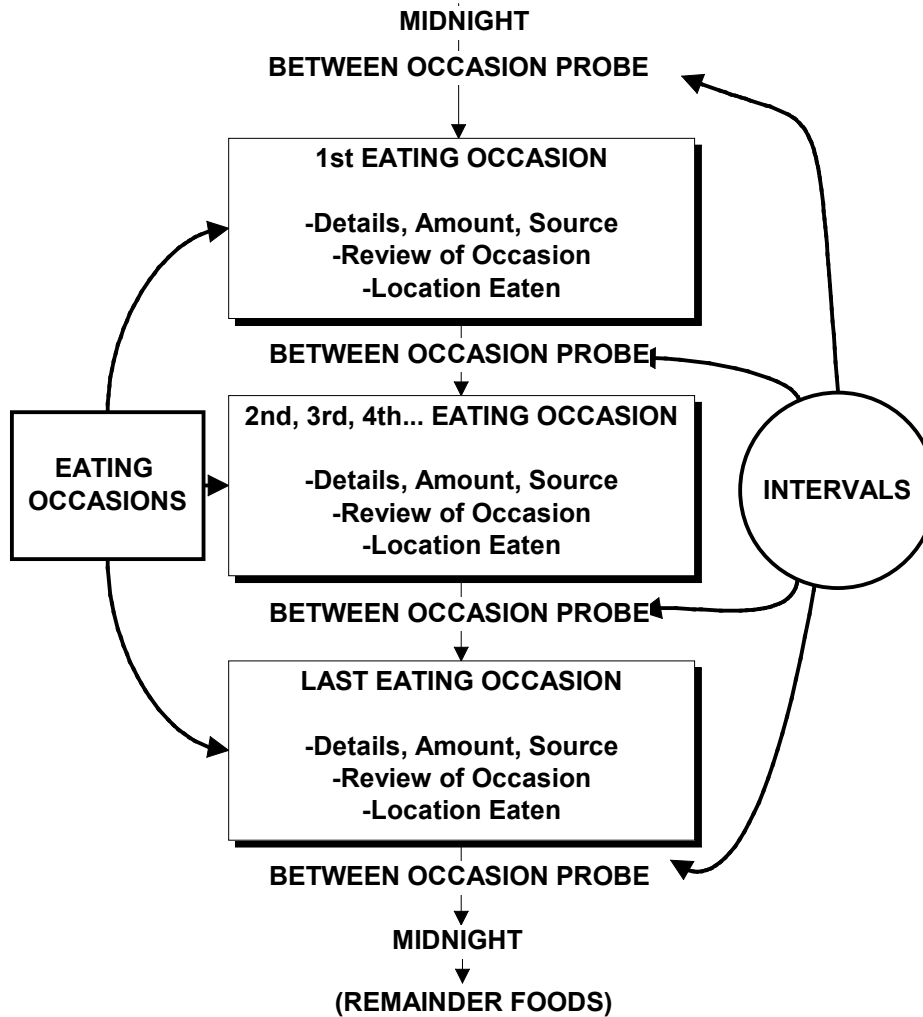 MIDNIGHT
BETWEEN OCCASION PROBE
1st EATING OCCASION
-Details, Amount, Source
-Review of Occasion
-Location Eaten
BETWEEN OCCASION PROBE
2nd, 3rd, 4th... EATING OCCASION
-Details, Amount, Source
-Review of Occasion
-Location Eaten
EATING
OCCASIONS
INTERVALS
BETWEEN OCCASION PROBE
LAST EATING OCCASION
-Details, Amount, Source
-Review of Occasion
-Location Eaten
BETWEEN OCCASION PROBE
MIDNIGHT
(REMAINDER FOODS)